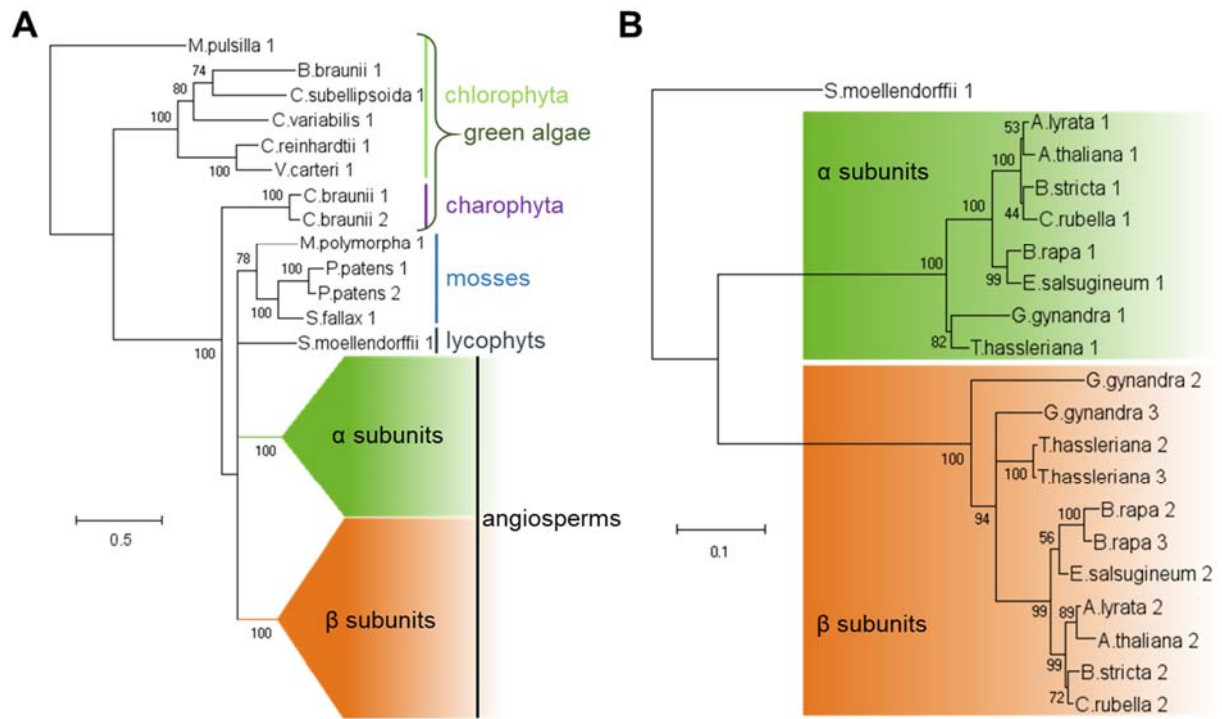 A
M.pulsilla 1
74
B.braunii 1
80
C.subellipsoida 1
chlorophyta
100
C.variabilis 1
green algae
C.reinhardtii 1
100
V.carteri 1
100
C.braunii 1
charophyta
C.braunii 2
M.polymorpha 1
78
100
P.patens 1
mosses
P.patens 2
100
S.fallax 1
100
S.moellendorffii 1
lycophyts
α subunits
100
angiosperms
0.5
β subunits
100
B
S.moellendorffii 1
α subunits
53
A.lyrata 1
100
A.thaliana 1
B.stricta 1
100
44
C.rubella 1
B.rapa 1
100
99
E.salsugineum 1
G.gynandra 1
82
T.hassleriana 1
G.gynandra 2
G.gynandra 3
100
T.hassleriana 2
100
T.hassleriana 3
94
100
B.rapa 2
56
B.rapa 3
E.salsugineum 2
0.1
99
89
A.lyrata 2
β subunits
A.thaliana 2
99
B.stricta 2
72
C.rubella 2